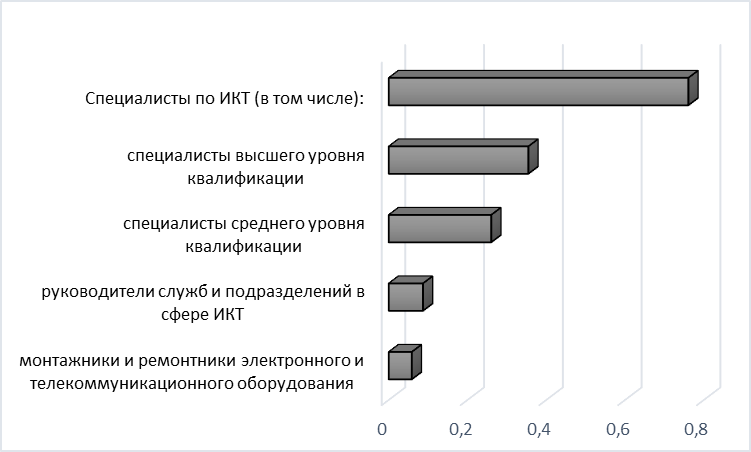 Специалисты по ИКТ (в том числе):
специалисты высшего уровня
квалификации
специалисты среднего уровня
квалификации
руководители служб и подразделений в
сфере ИКТ
монтажники и ремонтники электронного и
телекоммуникационного оборудования
0 0,2 0,4 0,6 0,8